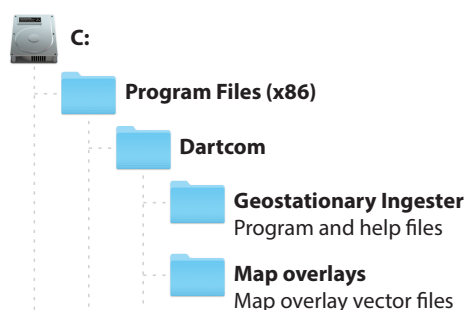 C:
Program Files (x86)
Dartcom
Geostationary Ingester
Program and help files
Map overlays
Map overlay vector files